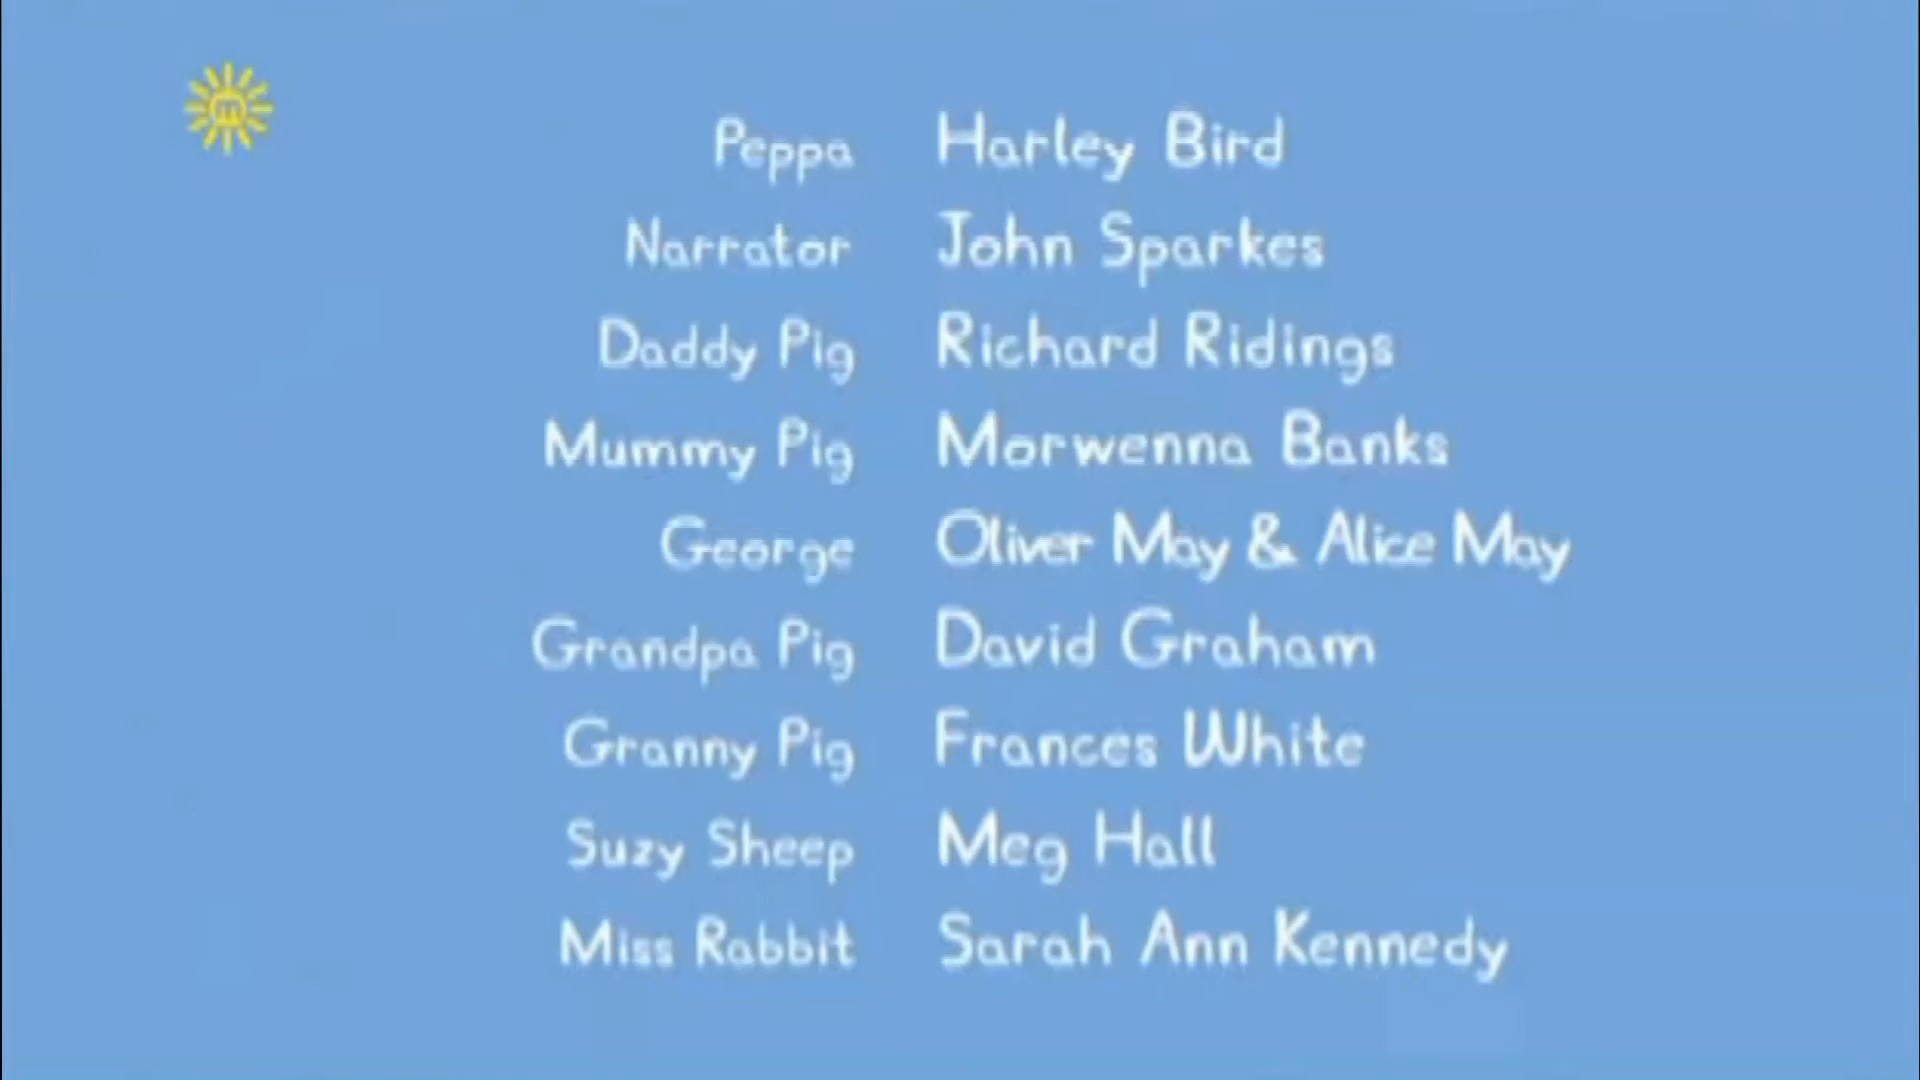 m
Peppa Harley Bird
Narrator John Sparkes
Daddy Pig Richard Ridings
Mummy Pig Morwenna Banks
George Oliver May & Alice May
Grandpa Pig David Graham
Granny Pig Frances White
Suzy Sheep Meg Hall
Miss Rabbit Sarah Ann Kennedy